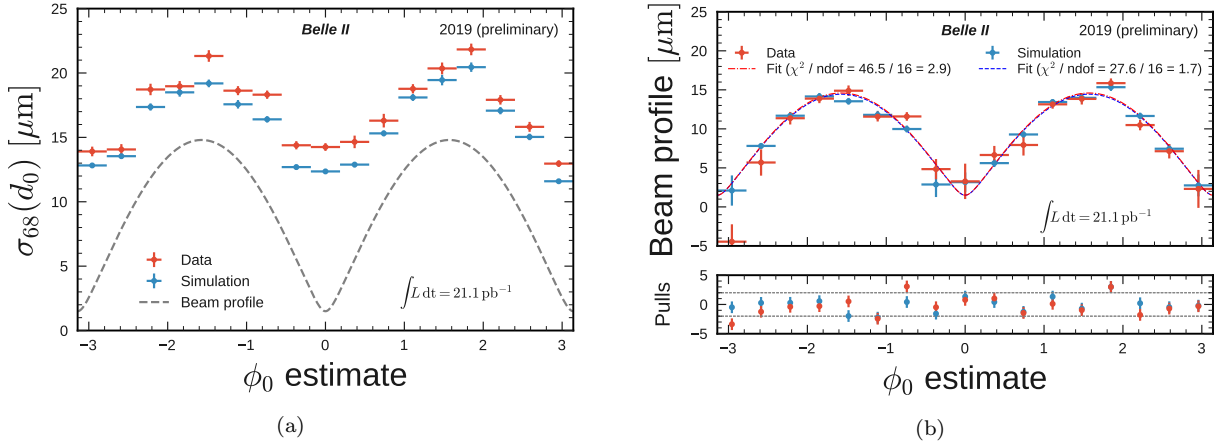 Belle II
2019 (preliminary)
σ68(d0) [μm]
25
20
15
10
5
0
Data
Simulation
Beam profile
∫L dt = 21.1 pb⁻¹
−3 −2 −1 0 1 2 3
ϕ0 estimate
(a)
Belle II
2019 (preliminary)
Beam profile [μm]
25
20
15
10
5
0
−5
Data
Fit (χ² / ndof = 46.5 / 16 = 2.9)
Simulation
Fit (χ² / ndof = 27.6 / 16 = 1.7)
∫L dt = 21.1 pb⁻¹
Pulls
5
0
−5
−3 −2 −1 0 1 2 3
ϕ0 estimate
(b)